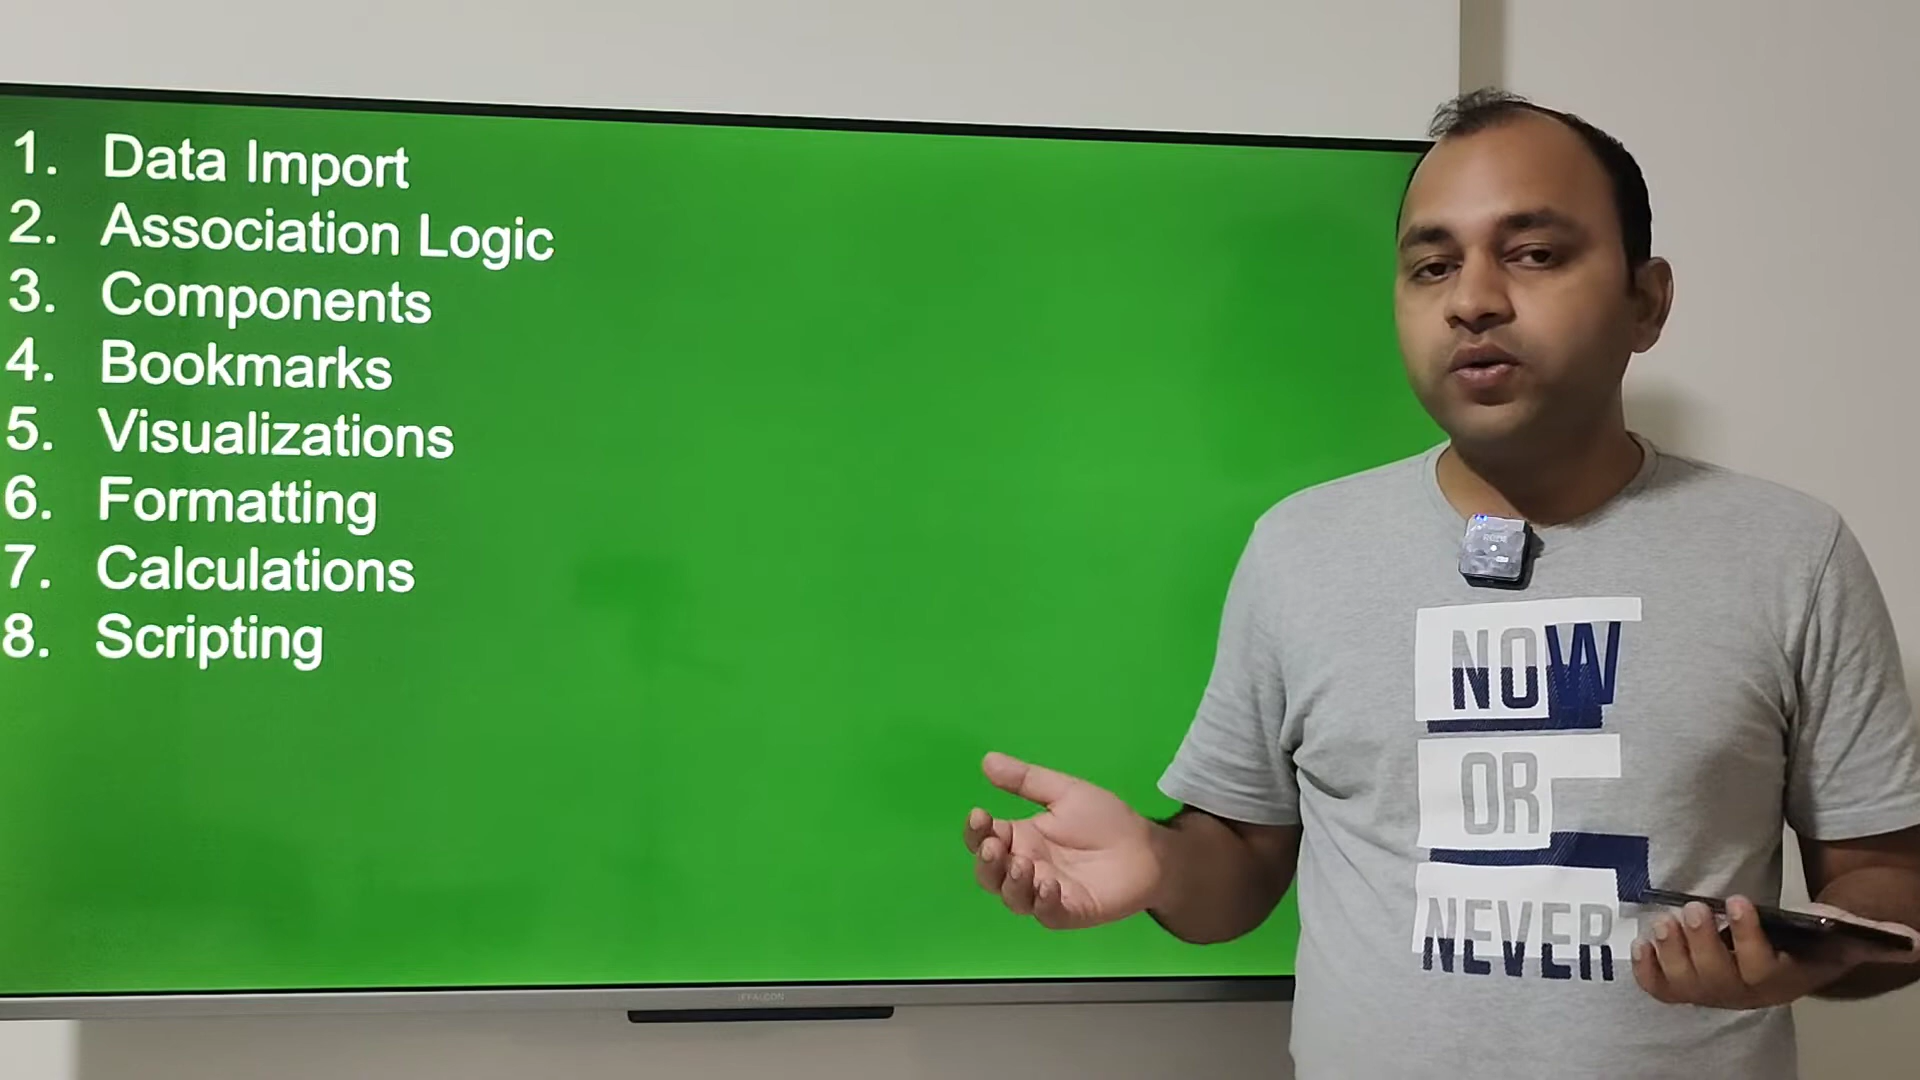 1. Data Import
2. Association Logic
3. Components
4. Bookmarks
5. Visualizations
6. Formatting
7. Calculations
8. Scripting
NOW
OR
NEVER
iFFALCON